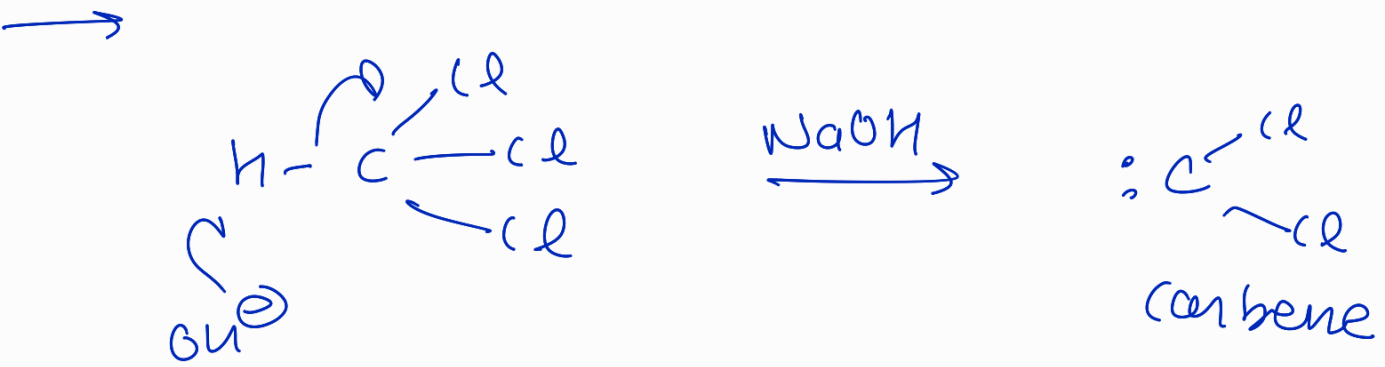 Cl
H - C - Cl
Cl
OH⊖
NaOH
: C Cl
Cl
Carbene